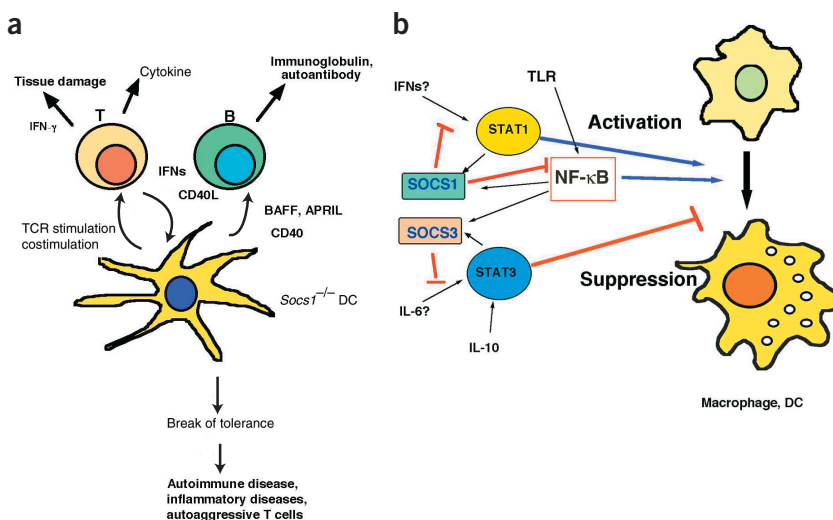 a
Immunoglobulin,
autoantibody
Cytokine
Tissue damage
T
B
IFN-γ
IFNs
CD40L
BAFF, APRIL
CD40
TCR stimulation
costimulation
Socs1⁻/⁻ DC
Break of tolerance
Autoimmune disease,
inflammatory diseases,
autoaggressive T cells
b
TLR
IFNs?
STAT1
Activation
SOCS1
NF-κB
SOCS3
STAT3
Suppression
IL-6?
IL-10
Macrophage, DC